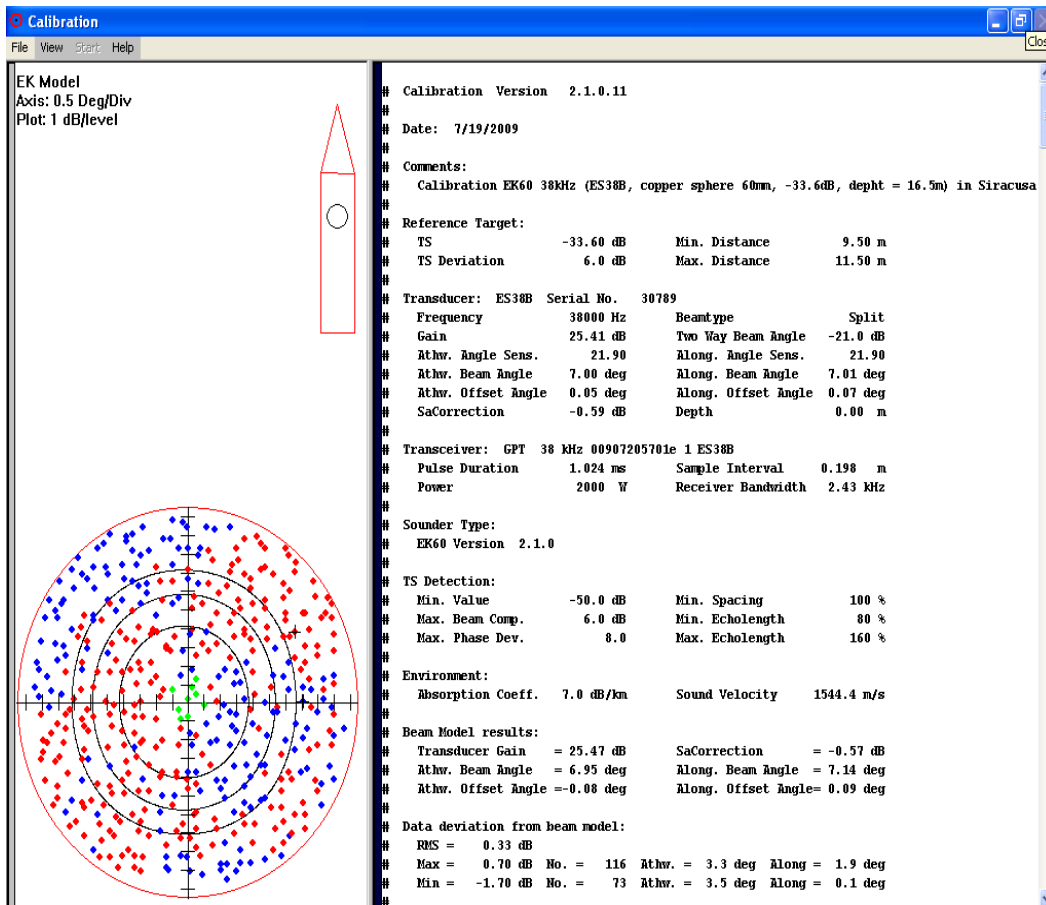 Calibration
File View Start Help
Clos
EK Model
Axis: 0.5 Deg/Div
Plot: 1 dB/level
# Calibration Version 2.1.0.11
#
# Date: 7/19/2009
#
# Comments:
# Calibration EK60 38kHz (ES38B, copper sphere 60mm, -33.6dB, depht = 16.5m) in Siracusa
#
# Reference Target:
# TS -33.60 dB Min. Distance 9.50 m
# TS Deviation 6.0 dB Max. Distance 11.50 m
#
# Transducer: ES38B Serial No. 30789
# Frequency 38000 Hz Beamtype Split
# Gain 25.41 dB Two Way Beam Angle -21.0 dB
# Athw. Angle Sens. 21.90 Along. Angle Sens. 21.90
# Athw. Beam Angle 7.00 deg Along. Beam Angle 7.01 deg
# Athw. Offset Angle 0.05 deg Along. Offset Angle 0.07 deg
# SaCorrection -0.59 dB Depth 0.00 m
#
# Transceiver: GPT 38 kHz 00907205701e 1 ES38B
# Pulse Duration 1.024 ms Sample Interval 0.198 m
# Power 2000 W Receiver Bandwidth 2.43 kHz
#
# Sounder Type:
# EK60 Version 2.1.0
#
# TS Detection:
# Min. Value -50.0 dB Min. Spacing 100 %
# Max. Beam Comp. 6.0 dB Min. Echolength 80 %
# Max. Phase Dev. 8.0 Max. Echolength 160 %
#
# Environment:
# Absorption Coeff. 7.0 dB/km Sound Velocity 1544.4 m/s
#
# Beam Model results:
# Transducer Gain = 25.47 dB SaCorrection = -0.57 dB
# Athw. Beam Angle = 6.95 deg Along. Beam Angle = 7.14 deg
# Athw. Offset Angle =-0.08 deg Along. Offset Angle= 0.09 deg
#
# Data deviation from beam model:
# RMS = 0.33 dB
# Max = 0.70 dB No. = 116 Athw. = 3.3 deg Along = 1.9 deg
# Min = -1.70 dB No. = 73 Athw. = 3.5 deg Along = 0.1 deg
#